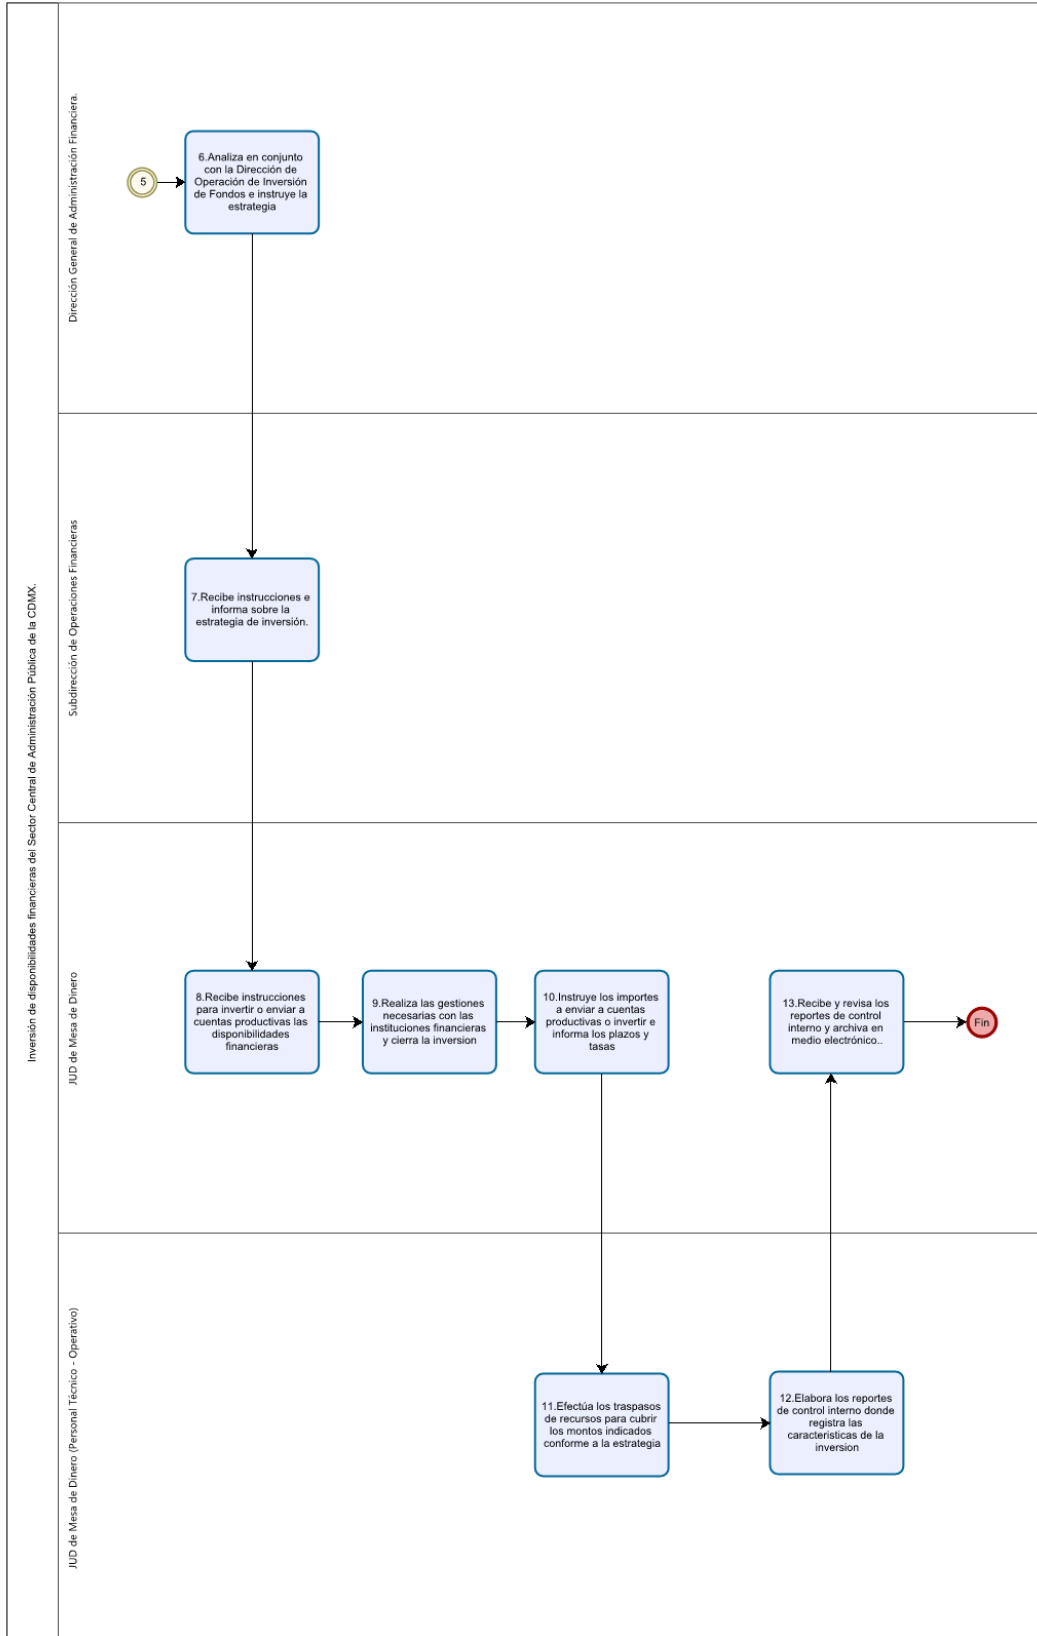 Inversión de disponibilidades financieras del Sector Central de Administración Pública de la CDMX.
Dirección General de Administración Financiera.
5
6.Analiza en conjunto
con la Dirección de
Operación de Inversión
de Fondos e instruye la
estrategia
Subdirección de Operaciones Financieras
7.Recibe instrucciones e
informa sobre la
estrategia de inversión.
JUD de Mesa de Dinero
8.Recibe instrucciones
para invertir o enviar a
cuentas productivas las
disponibilidades
financieras
9.Realiza las gestiones
necesarias con las
instituciones financieras
y cierra la inversion
10.Instruye los importes
a enviar a cuentas
productivas o invertir e
informa los plazos y
tasas
13.Recibe y revisa los
reportes de control
interno y archiva en
medio electrónico..
Fin
JUD de Mesa de Dinero (Personal Técnico - Operativo)
11.Efectúa los traspasos
de recursos para cubrir
los montos indicados
conforme a la estrategia
12.Elabora los reportes
de control interno donde
registra las
caracteristicas de la
inversion